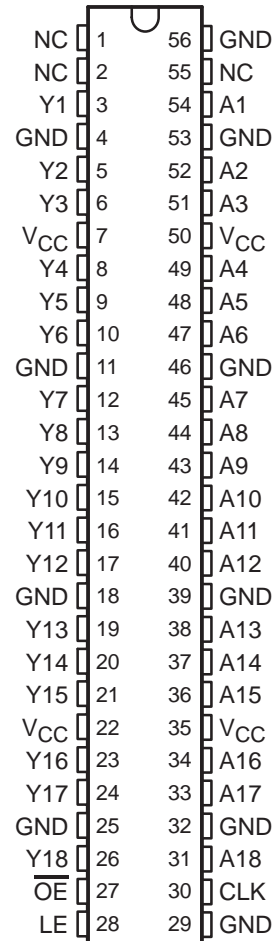 NC 1 56 GND
NC 2 55 NC
Y1 3 54 A1
GND 4 53 GND
Y2 5 52 A2
Y3 6 51 A3
VCC 7 50 VCC
Y4 8 49 A4
Y5 9 48 A5
Y6 10 47 A6
GND 11 46 GND
Y7 12 45 A7
Y8 13 44 A8
Y9 14 43 A9
Y10 15 42 A10
Y11 16 41 A11
Y12 17 40 A12
GND 18 39 GND
Y13 19 38 A13
Y14 20 37 A14
Y15 21 36 A15
VCC 22 35 VCC
Y16 23 34 A16
Y17 24 33 A17
GND 25 32 GND
Y18 26 31 A18
O̅E̅ 27 30 CLK
LE 28 29 GND